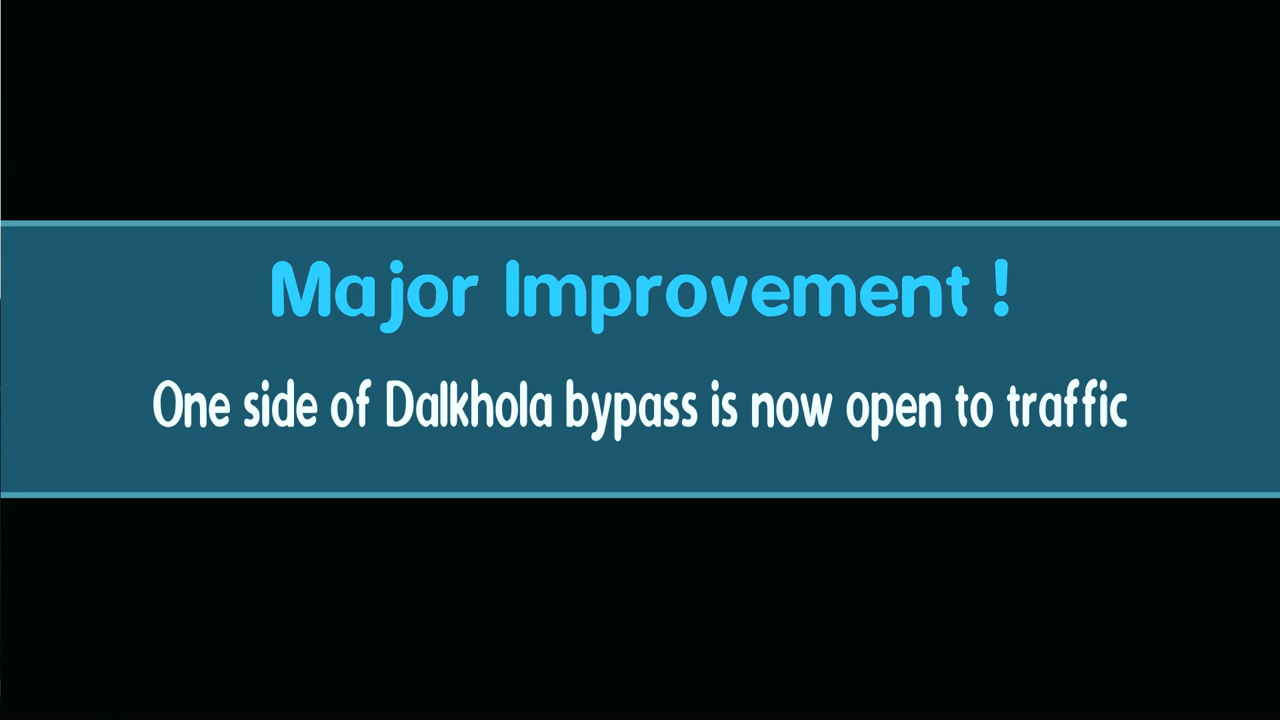 Major Improvement !
One side of Dalkhola bypass is now open to traffic